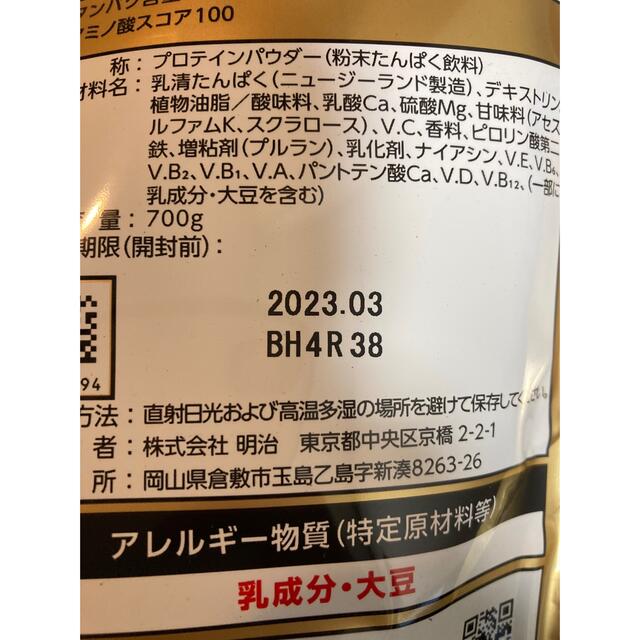 アミノ酸スコア100
称：プロテインパウダー（粉末たんぱく飲料）
材料名：乳清たんぱく（ニュージーランド製造）、デキストリン、
植物油脂／酸味料、乳酸Ca、硫酸Mg、甘味料（アセス
ルファムK、スクラロース）、V.C、香料、ピロリン酸第二
鉄、増粘剤（プルラン）、乳化剤、ナイアシン、V.E、V.B₆、
V.B₂、V.B₁、V.A、パントテン酸Ca、V.D、V.B₁₂、（一部に
乳成分・大豆を含む）
量：700g
期限（開封前）：
2023.03
BH4R38
94
方法：直射日光および高温多湿の場所を避けて保存してください。
者：株式会社 明治 東京都中央区京橋 2-2-1
所：岡山県倉敷市玉島乙島字新湊8263-26
アレルギー物質（特定原材料等）
乳成分・大豆